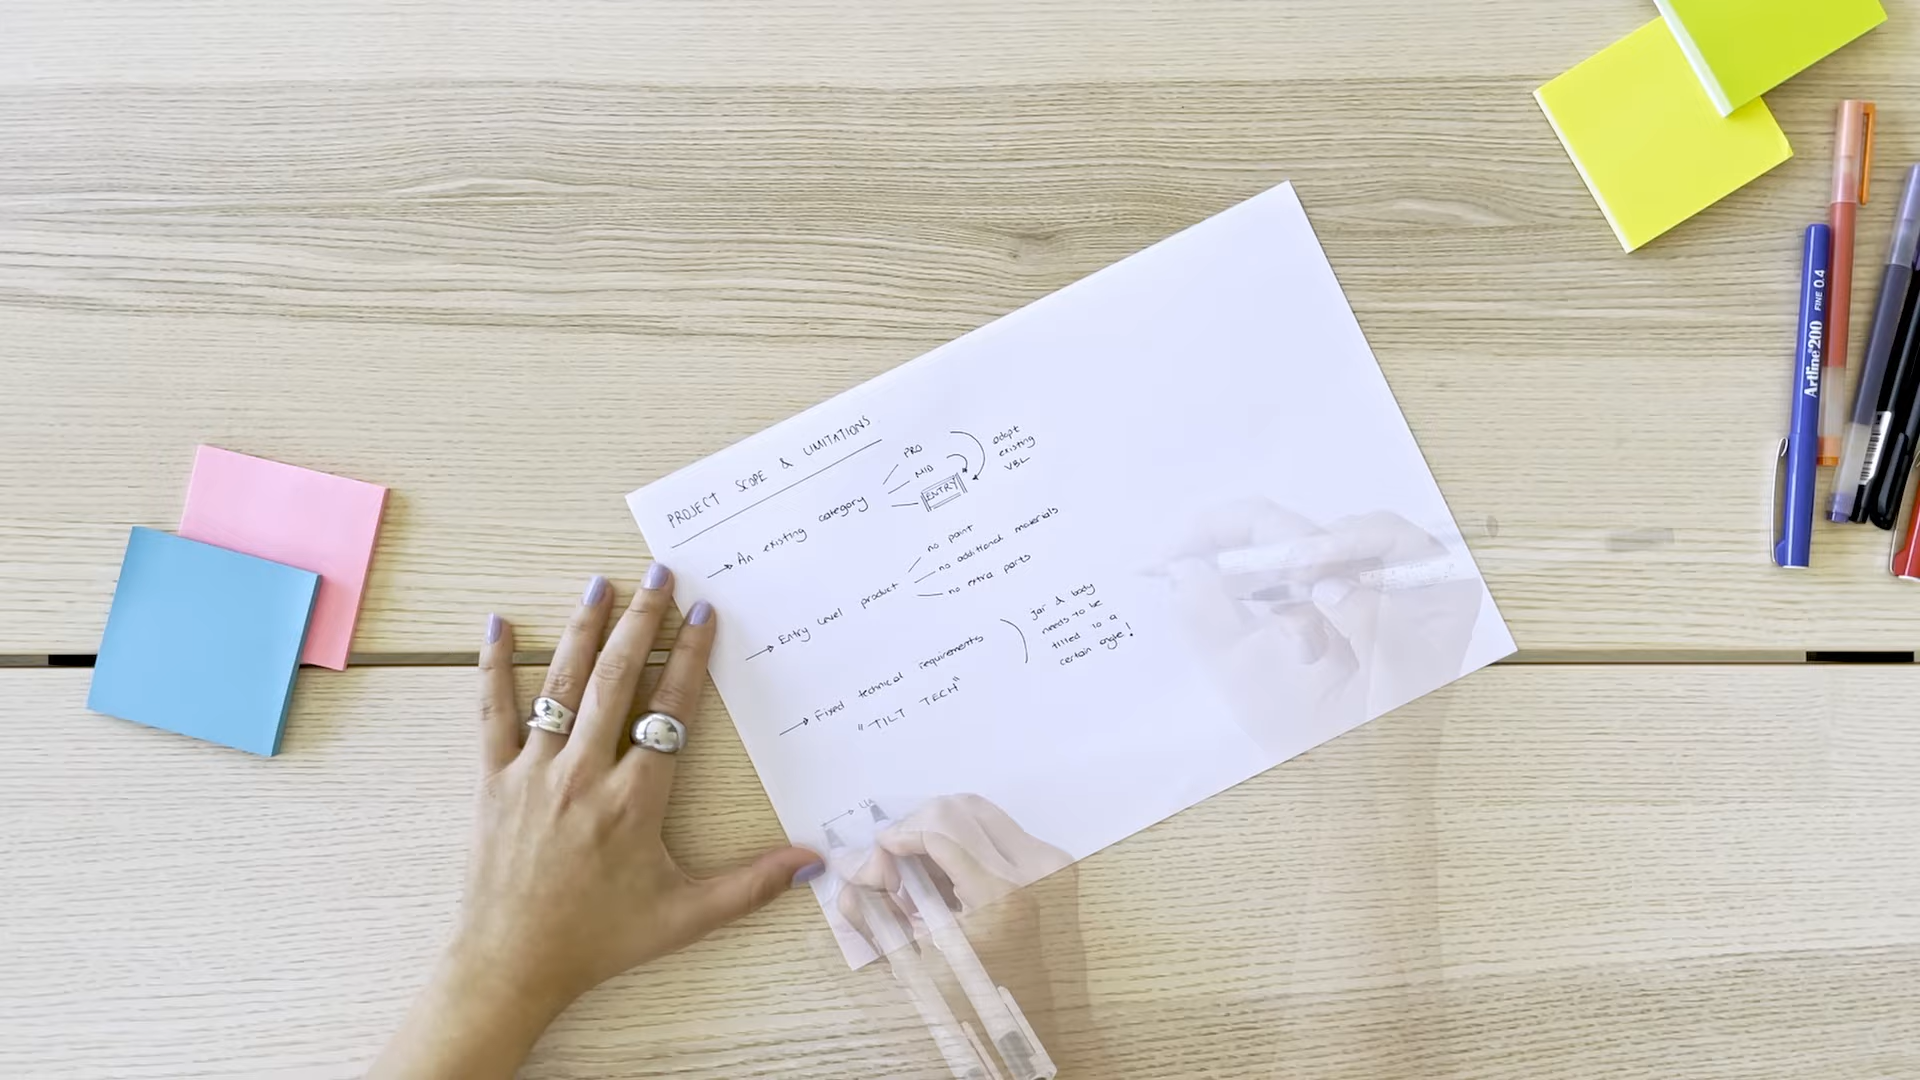 PROJECT SCOPE & LIMITATIONS
An existing category
PRO
MID
ENTRY
adapt
existing
VBL
Entry level product
no paint
no additional materials
no extra parts
Fixed technical requirements
"TILT TECH"
jar & body
needs to be
tilted to a
certain angle!
Artline 200 FINE 0.4